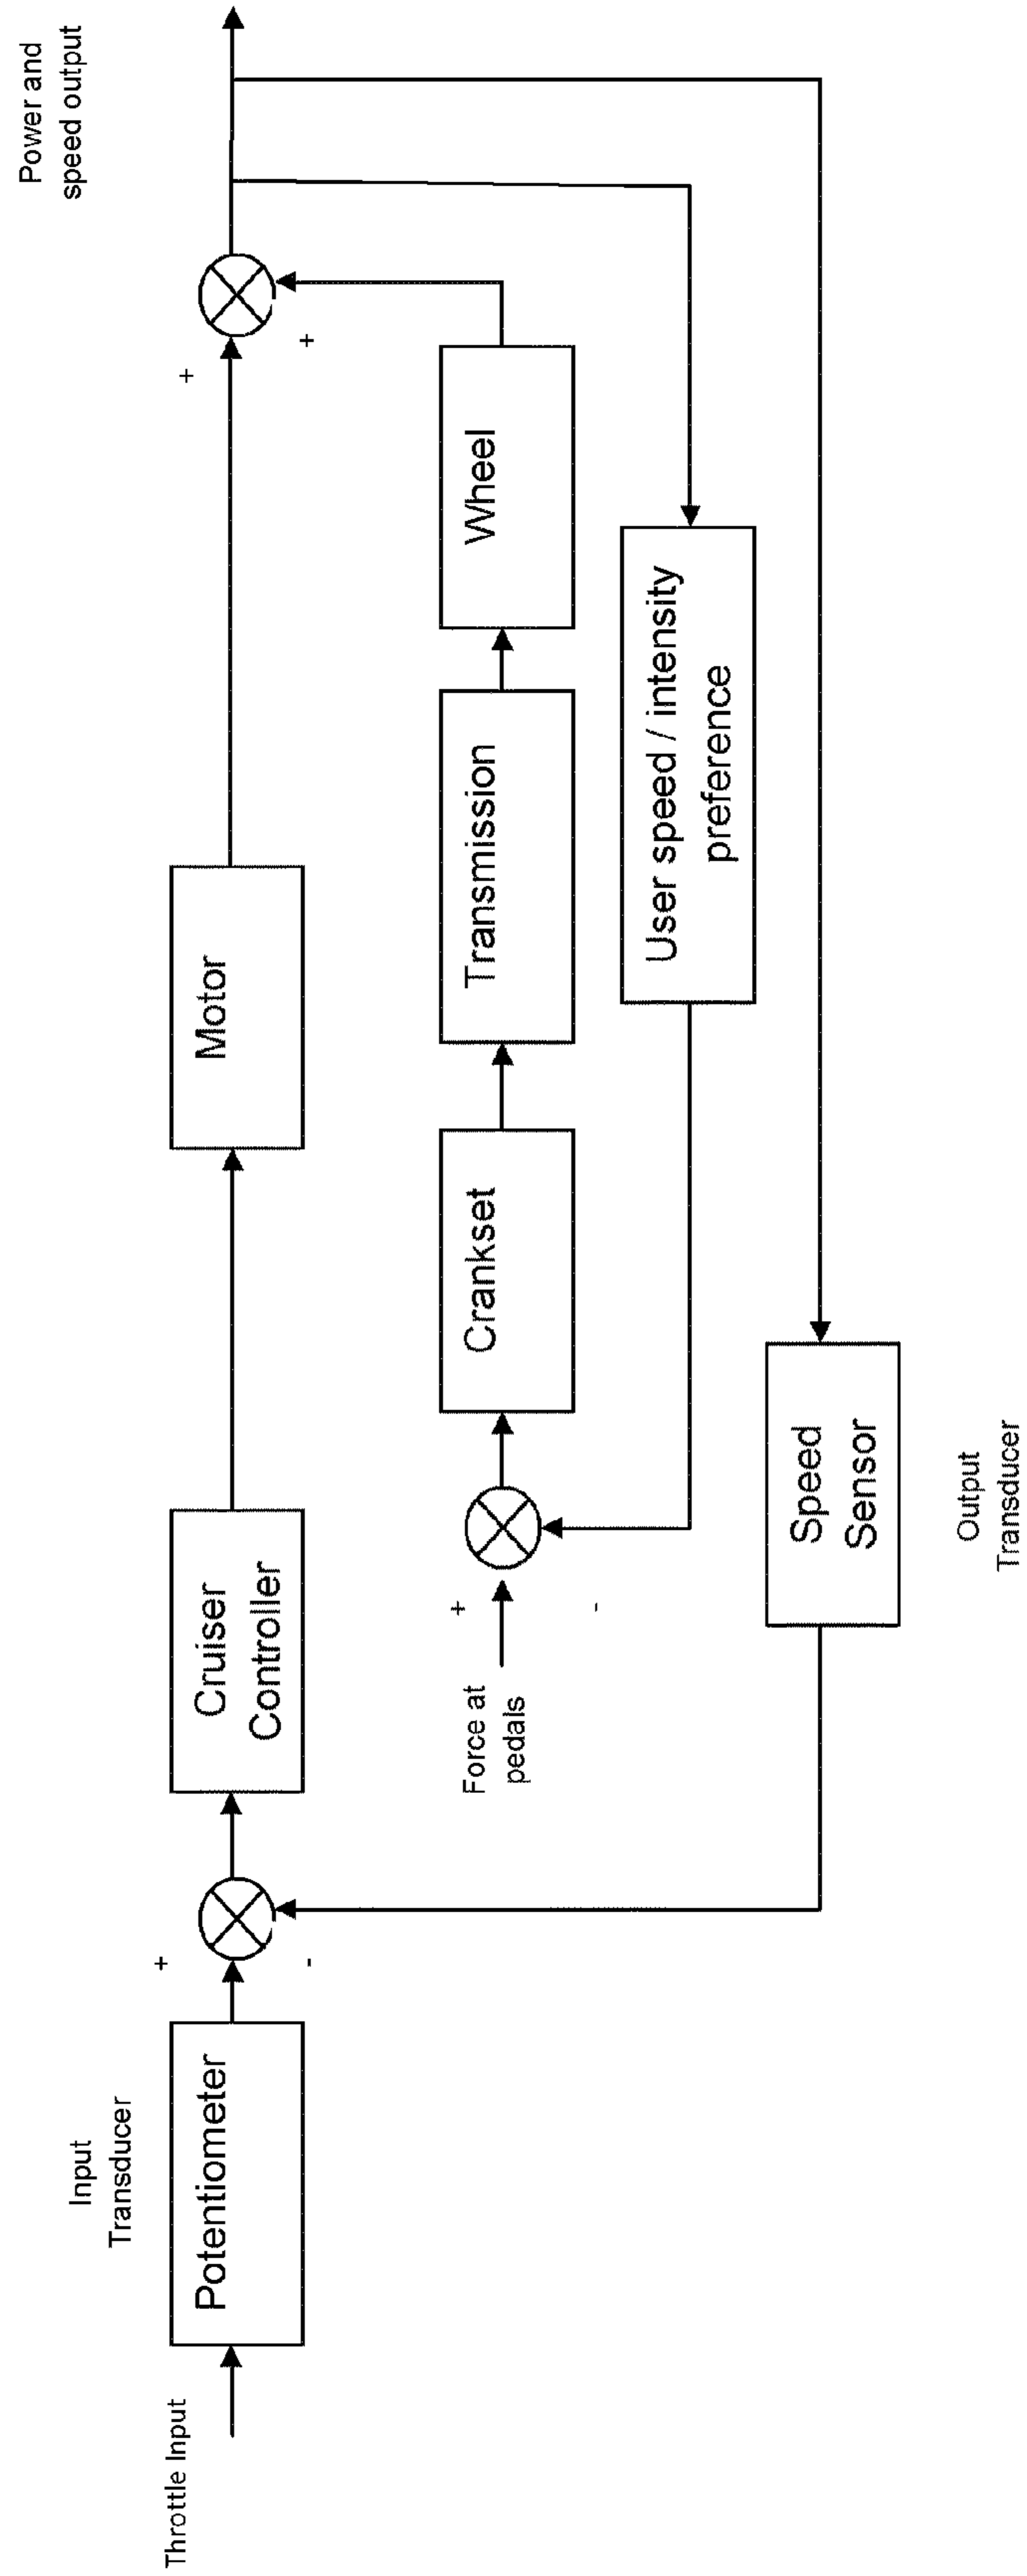 Power and
speed output
+
+
Input
Transducer
Throttle Input
Potentiometer
+
-
Cruiser
Controller
Motor
Force at
pedals
+
-
Crankset
Transmission
Wheel
User speed / intensity
preference
Speed
Sensor
Output
Transducer